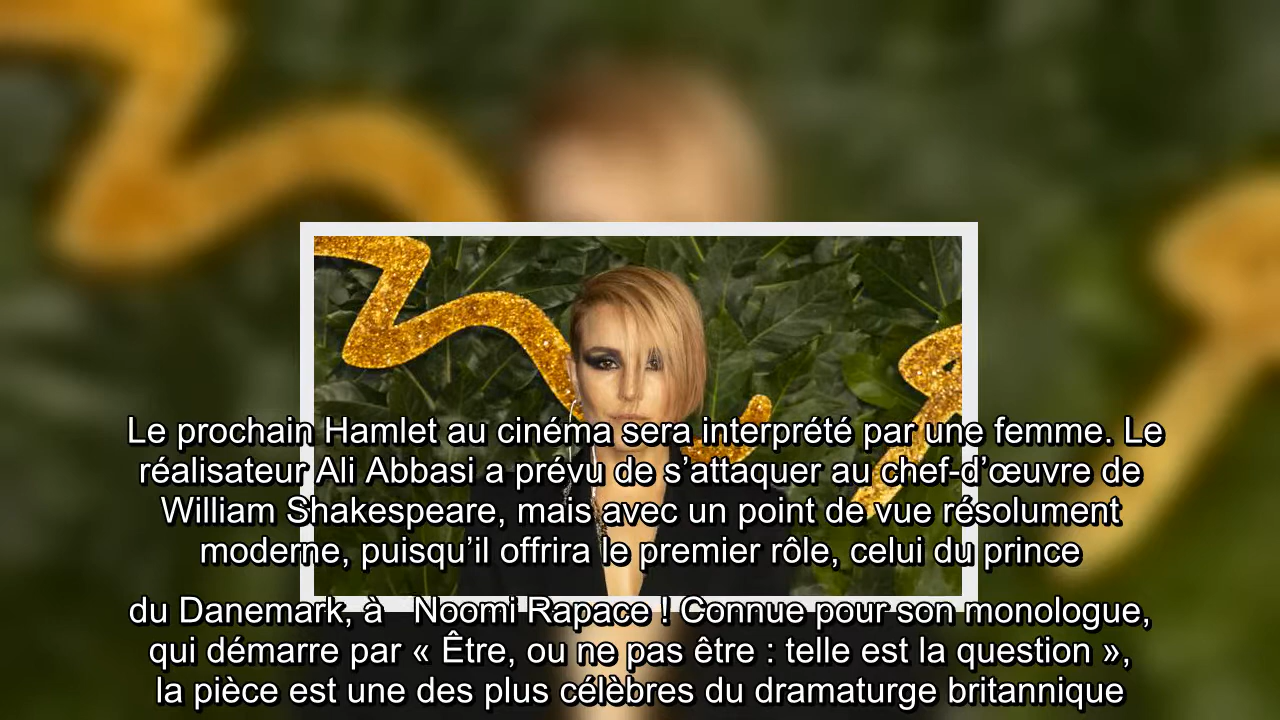 Le prochain Hamlet au cinéma sera interprété par une femme. Le
réalisateur Ali Abbasi a prévu de s’attaquer au chef-d’œuvre de
William Shakespeare, mais avec un point de vue résolument
moderne, puisqu’il offrira le premier rôle, celui du prince
du Danemark, à   Noomi Rapace ! Connue pour son monologue,
qui démarre par « Être, ou ne pas être : telle est la question »,
la pièce est une des plus célèbres du dramaturge britannique